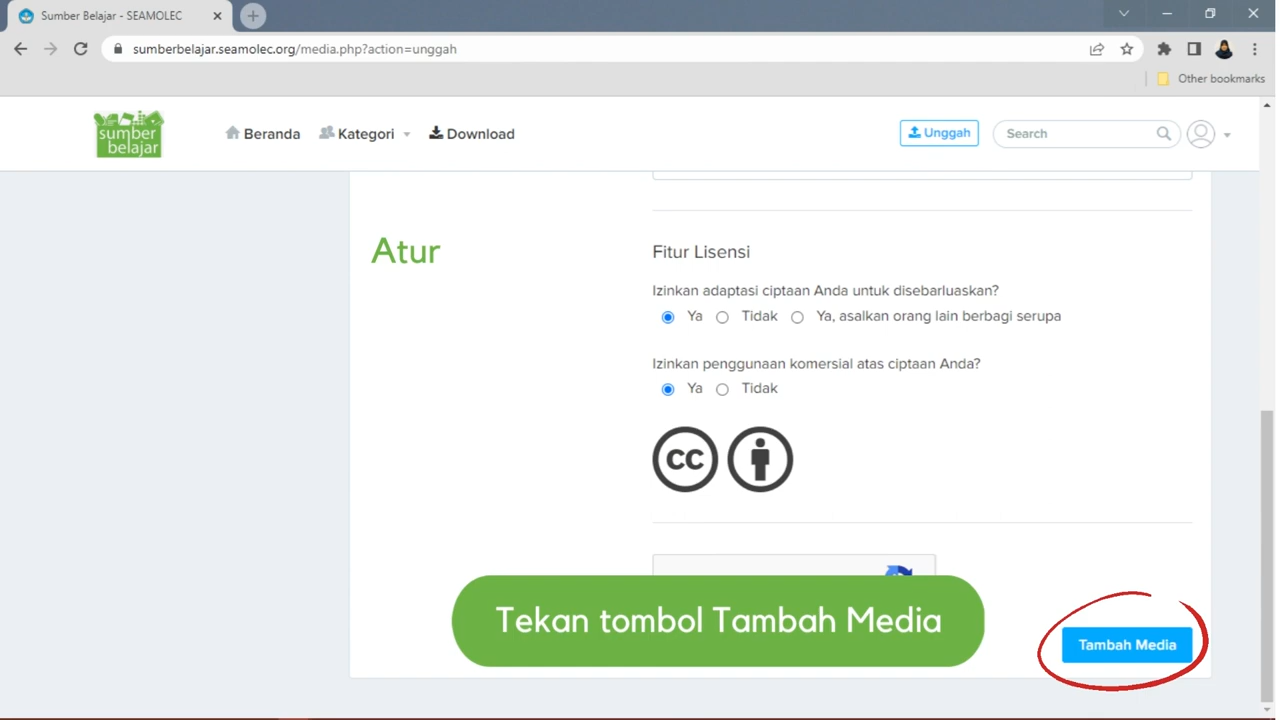 Sumber Belajar - SEAMOLEC
sumberbelajar.seamolec.org/media.php?action=unggah
Other bookmarks
sumber
belajar
Beranda
Kategori
Download
Unggah
Search
Atur
Fitur Lisensi
Izinkan adaptasi ciptaan Anda untuk disebarluaskan?
Ya Tidak Ya, asalkan orang lain berbagi serupa
Izinkan penggunaan komersial atas ciptaan Anda?
Ya Tidak
cc
Tekan tombol Tambah Media
Tambah Media